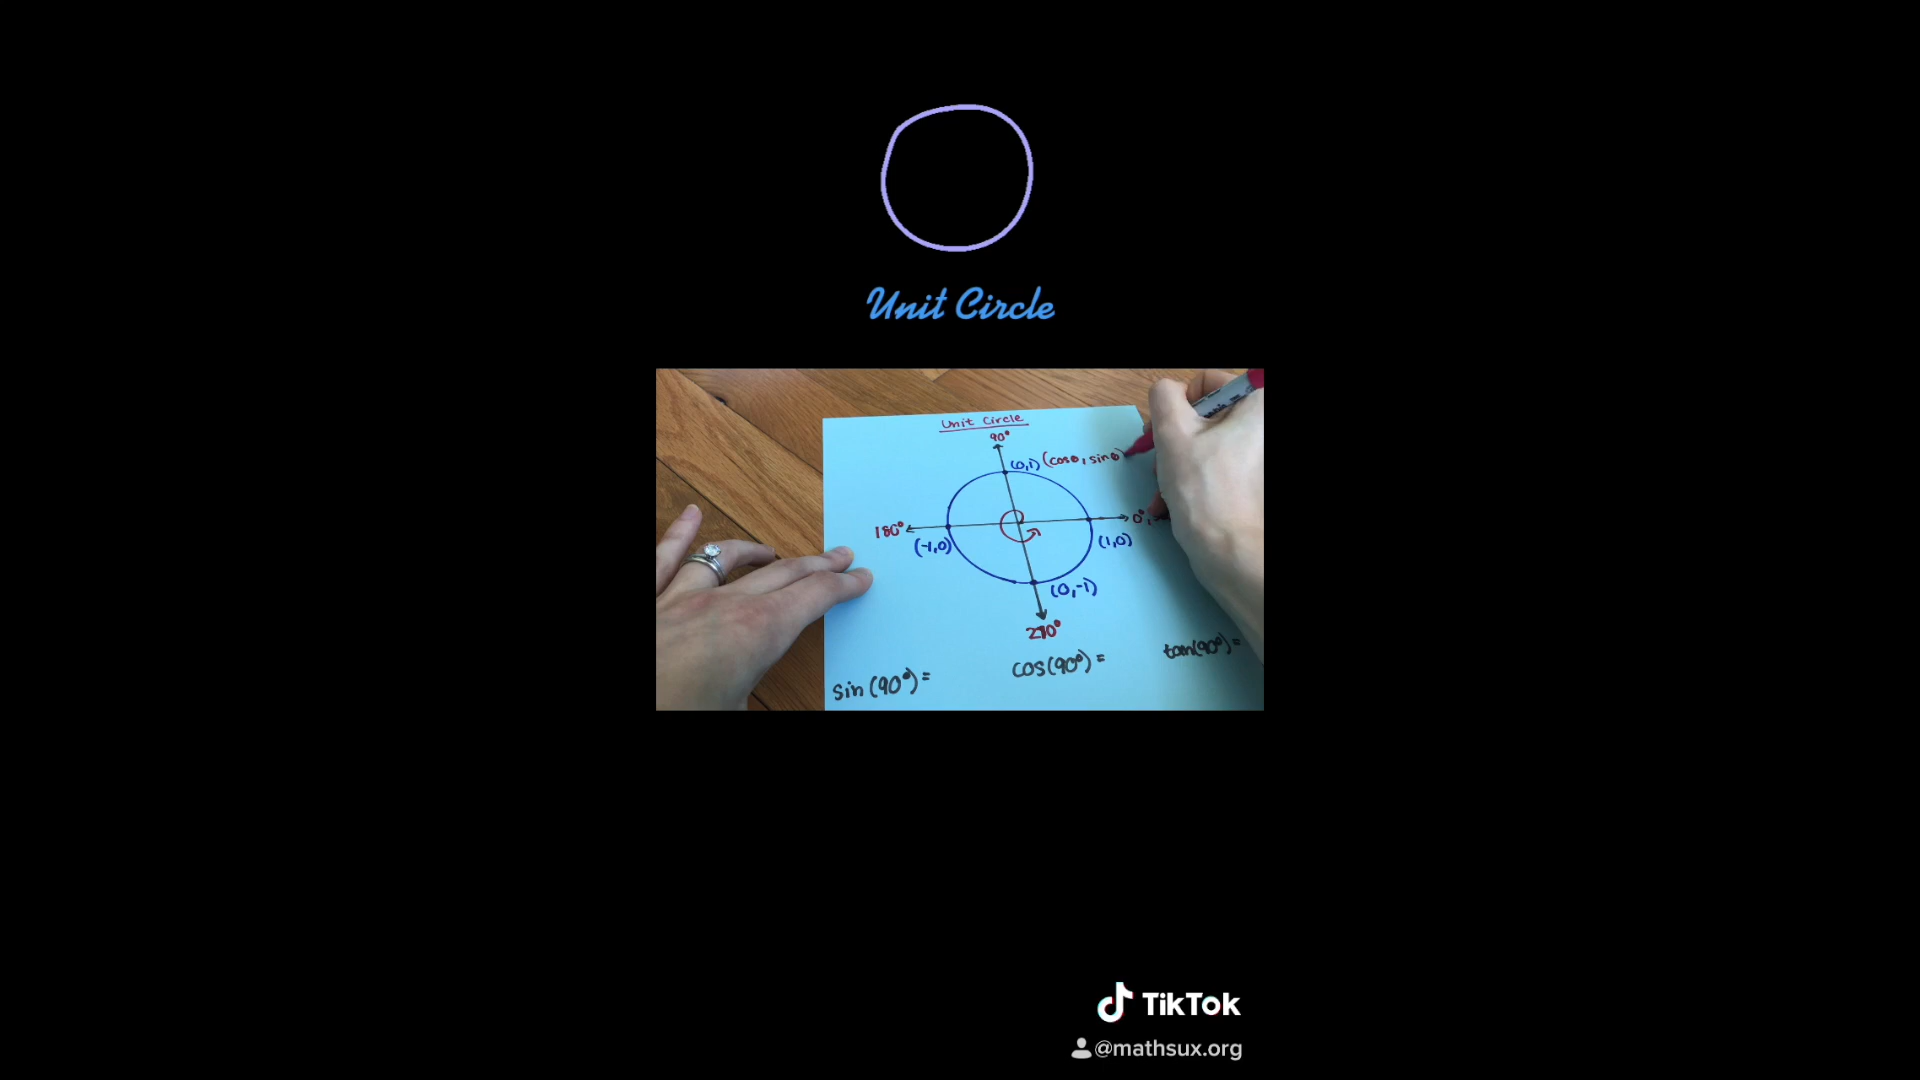 Unit Circle
Unit Circle
90°
(0,1) (cosθ, sinθ)
180°
0°,
(-1,0)
(1,0)
(0,-1)
270°
sin(90°)=
cos(90°)=
tan(90°)=
TikTok
@mathsux.org